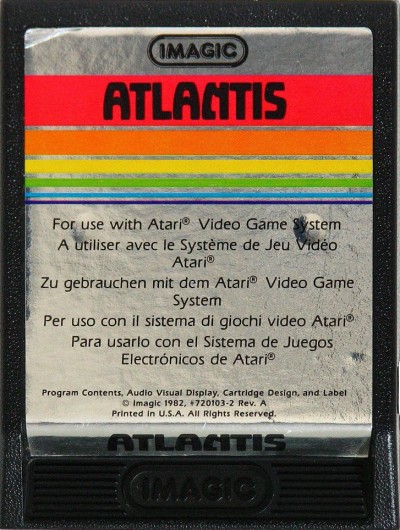 IMAGIC
ATLANTIS
For use with Atari® Video Game System
A utiliser avec le Système de Jeu Vidéo
Atari®
Zu gebrauchen mit dem Atari® Video Game
System
Per uso con il sistema di giochi video Atari®
Para usarlo con el Sistema de Juegos
Electrónicos de Atari®
Program Contents, Audio Visual Display, Cartridge Design, and Label
© Imagic 1982, #720103-2 Rev. A
Printed in U.S.A. All Rights Reserved.
ATLANTIS
IMAGIC